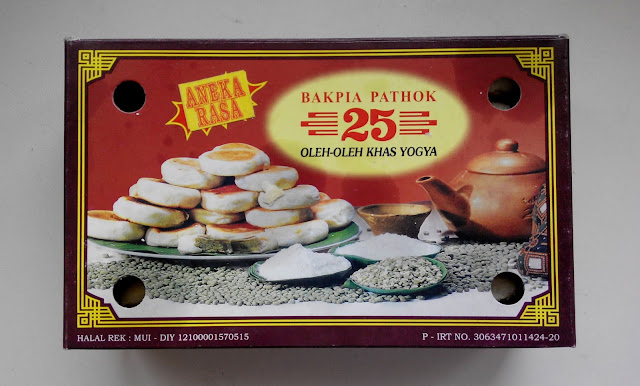 ANEKA
RASA
BAKPIA PATHOK
25
OLEH-OLEH KHAS YOGYA
HALAL REK : MUI - DIY 12100001570515
P - IRT NO. 3063471011424-20